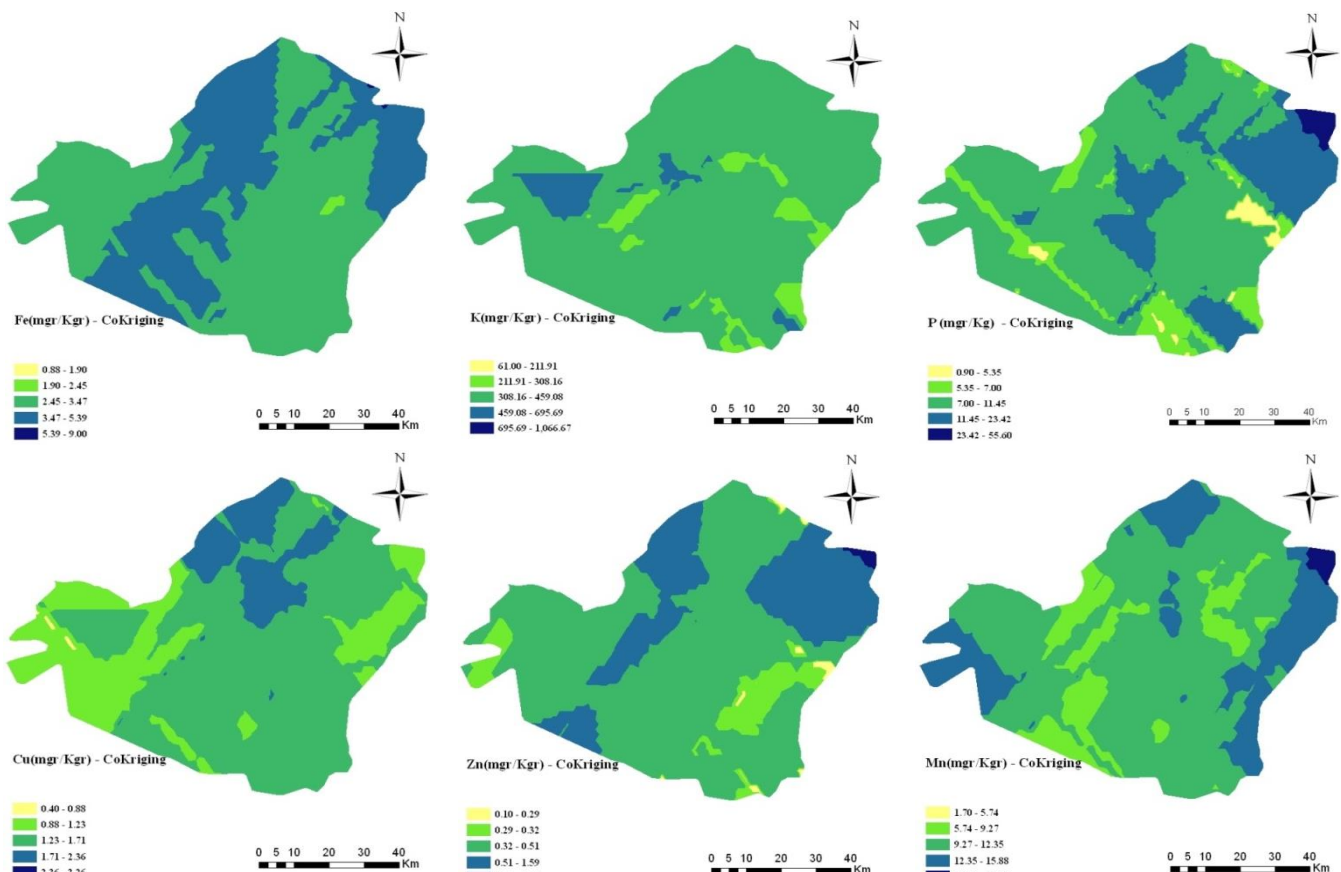 N
N
N
Fe(mgr/Kgr) - CoKriging
0.88 - 1.90
1.90 - 2.45
2.45 - 3.47
3.47 - 5.39
5.39 - 9.00
0 5 10 20 30 40
Km
K(mgr/Kgr) - CoKriging
61.00 - 211.91
211.91 - 308.16
308.16 - 459.08
459.08 - 695.69
695.69 - 1,066.67
0 5 10 20 30 40
Km
P (mgr/Kg) - CoKriging
0.90 - 5.35
5.35 - 7.00
7.00 - 11.45
11.45 - 23.42
23.42 - 55.60
0 5 10 20 30 40
Km
N
N
N
Cu(mgr/Kgr) - CoKriging
0.40 - 0.88
0.88 - 1.23
1.23 - 1.71
1.71 - 2.36
0 5 10 20 30 40
Km
Zn(mgr/Kgr) - CoKriging
0.10 - 0.29
0.29 - 0.32
0.32 - 0.51
0.51 - 1.59
0 5 10 20 30 40
Km
Mn(mgr/Kgr) - CoKriging
1.70 - 5.74
5.74 - 9.27
9.27 - 12.35
12.35 - 15.88
0 5 10 20 30 40
Km